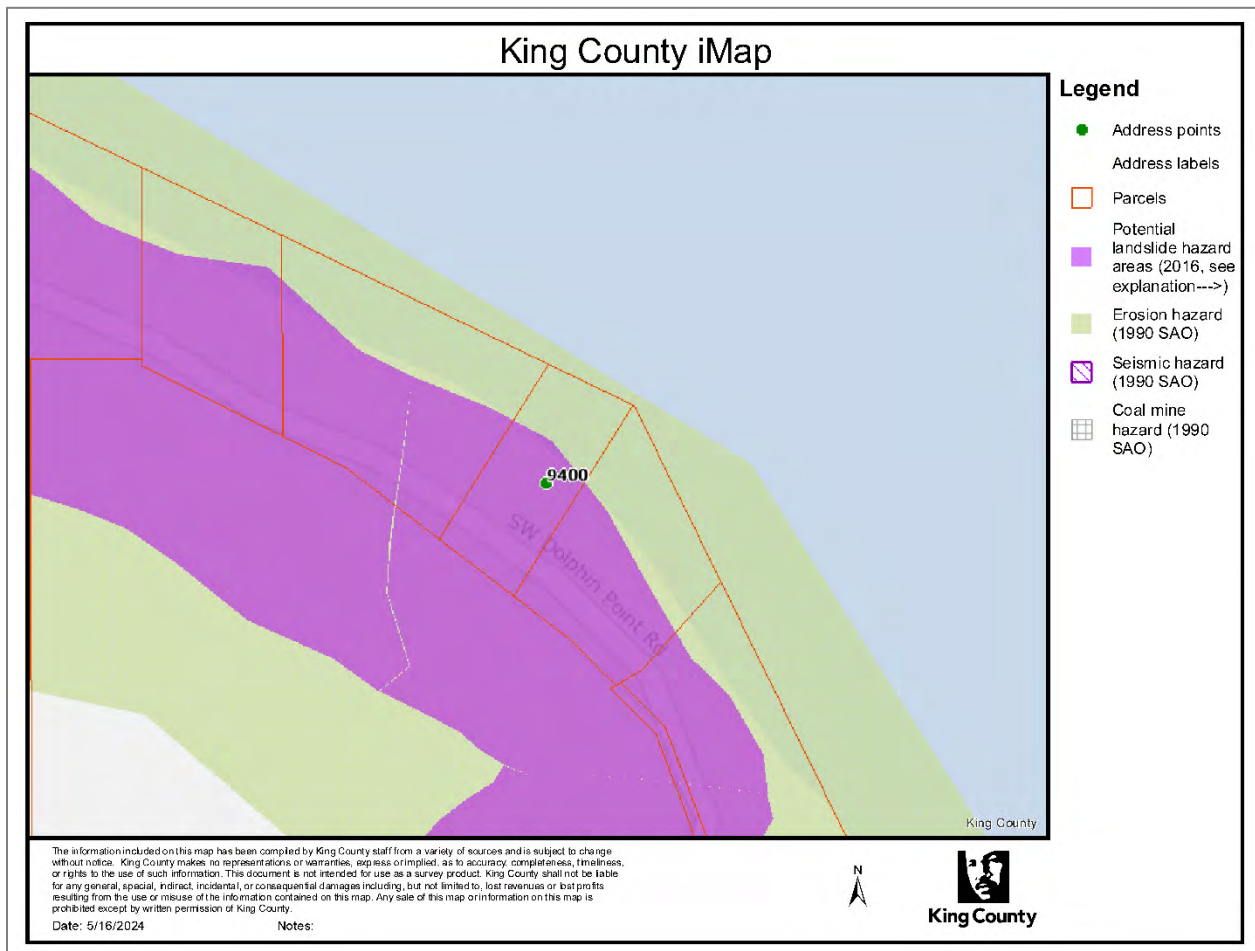 King County iMap
9400
SW Dolphin Point Rd
King County
Legend
Address points
Address labels
Parcels
Potential
landslide hazard
areas (2016, see
explanation--->)
Erosion hazard
(1990 SAO)
Seismic hazard
(1990 SAO)
Coal mine
hazard (1990
SAO)
The information included on this map has been compiled by King County staff from a variety of sources and is subject to change
without notice. King County makes no representations or warranties, express or implied, as to accuracy, completeness, timeliness,
or rights to the use of such information. This document is not intended for use as a survey product. King County shall not be liable
for any general, special, indirect, incidental, or consequential damages including, but not limited to, lost revenues or lost profits
resulting from the use or misuse of the information contained on this map. Any sale of this map or information on this map is
prohibited except by written permission of King County.
Date: 5/16/2024
Notes:
N
King County